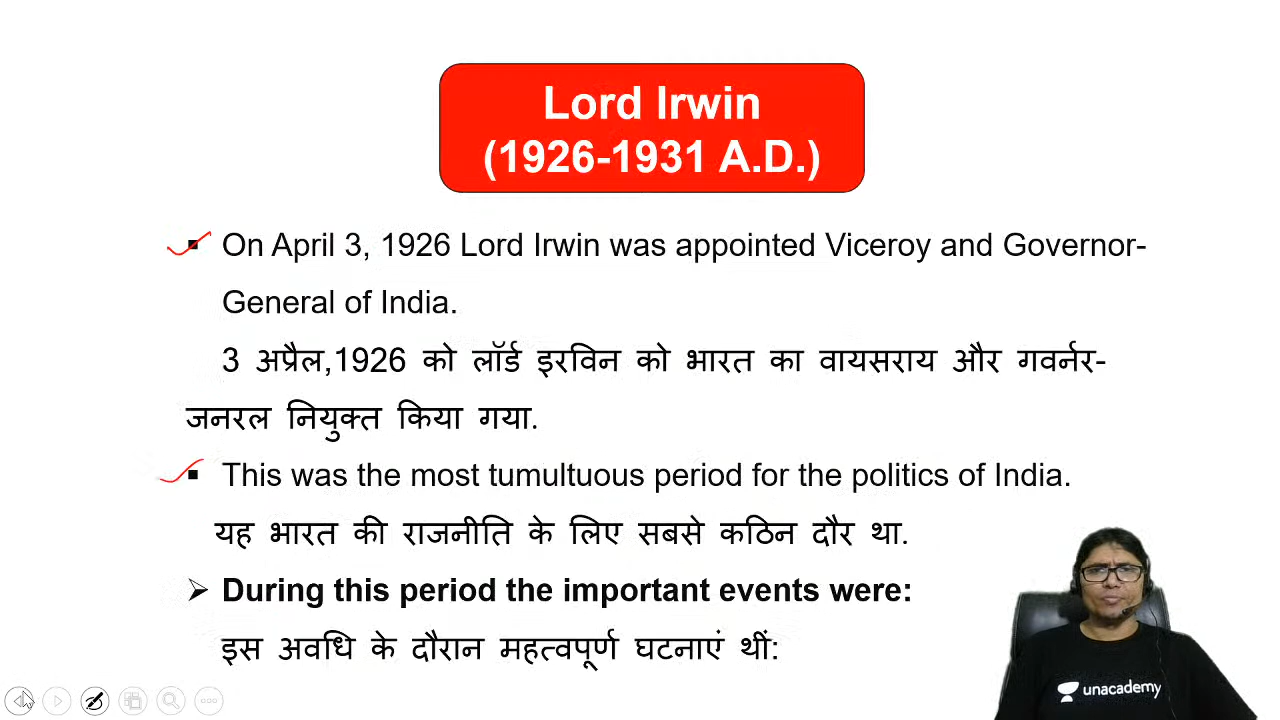 Lord Irwin
(1926-1931 A.D.)
▪ On April 3, 1926 Lord Irwin was appointed Viceroy and Governor-
General of India.
3 अप्रैल,1926 को लॉर्ड इरविन को भारत का वायसराय और गवर्नर-
जनरल नियुक्त किया गया.
▪ This was the most tumultuous period for the politics of India.
यह भारत की राजनीति के लिए सबसे कठिन दौर था.
➢ During this period the important events were:
इस अवधि के दौरान महत्वपूर्ण घटनाएं थीं:
unacademy